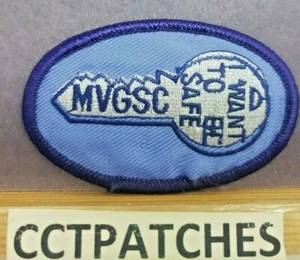 MVGSC
I WANT
TO BE
SAFE
CCTPATCHES